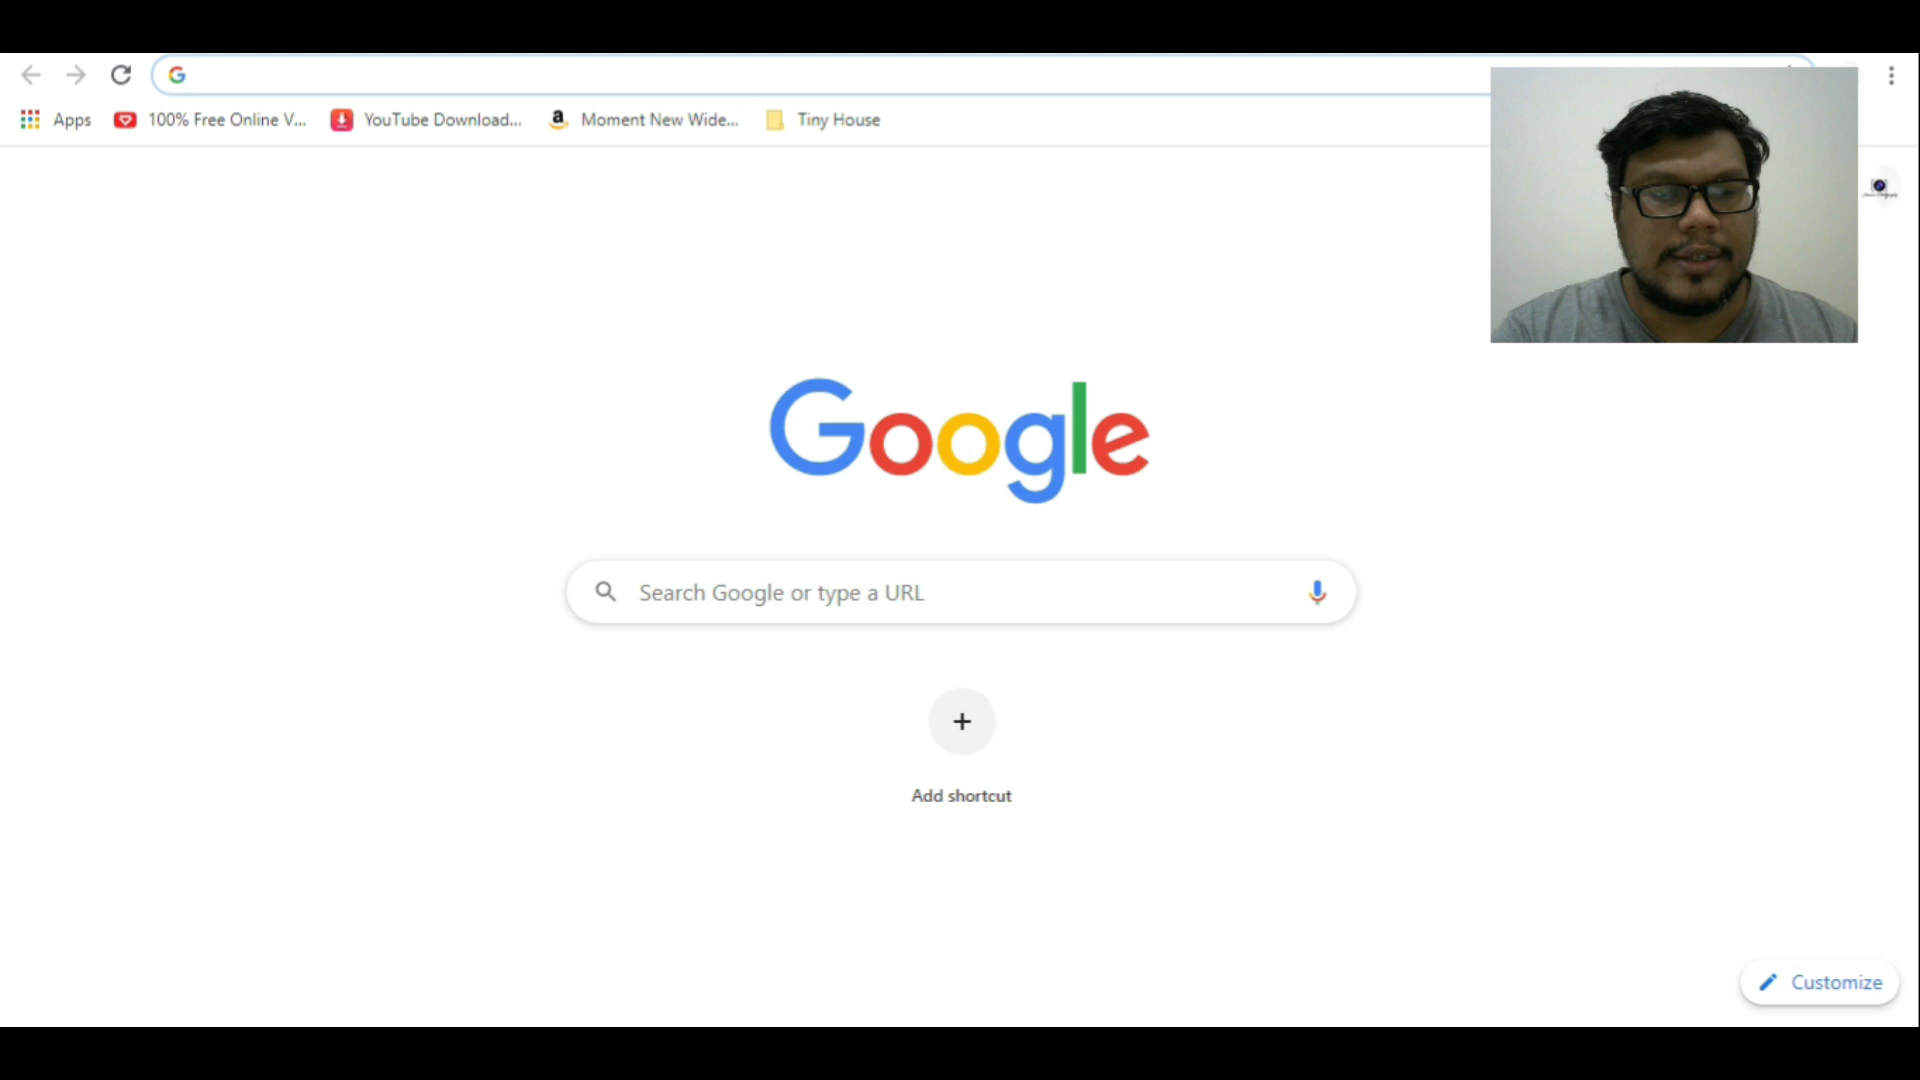 Apps 100% Free Online V... YouTube Download... Moment New Wide... Tiny House
Google
Search Google or type a URL
Add shortcut
Customize